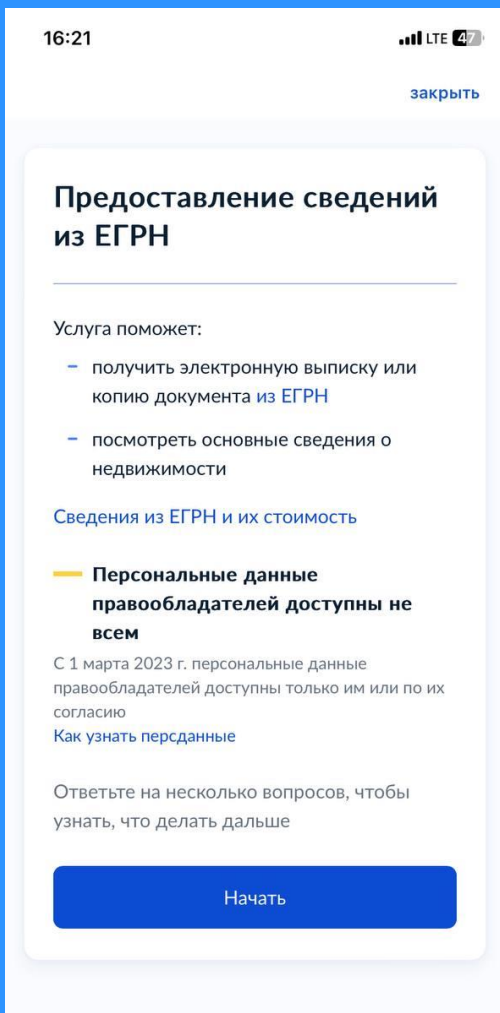 16:21
LTE 47
закрыть
Предоставление сведений
из ЕГРН
Услуга поможет:
– получить электронную выписку или
копию документа из ЕГРН
– посмотреть основные сведения о
недвижимости
Сведения из ЕГРН и их стоимость
Персональные данные
правообладателей доступны не
всем
С 1 марта 2023 г. персональные данные
правообладателей доступны только им или по их
согласию
Как узнать персданные
Ответьте на несколько вопросов, чтобы
узнать, что делать дальше
Начать